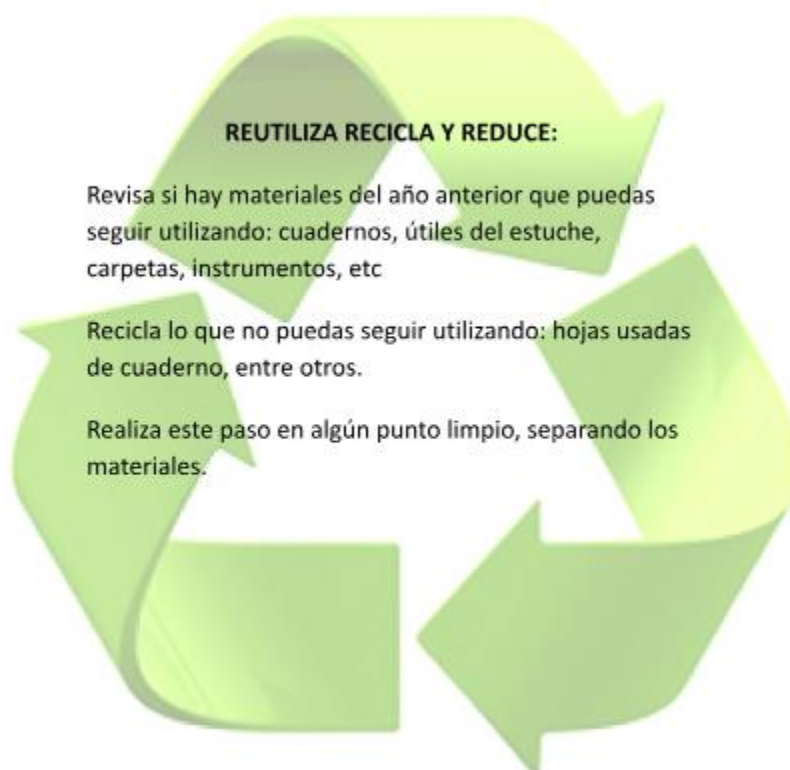 REUTILIZA RECICLA Y REDUCE:
Revisa si hay materiales del año anterior que puedas
seguir utilizando: cuadernos, útiles del estuche,
carpetas, instrumentos, etc
Recicla lo que no puedas seguir utilizando: hojas usadas
de cuaderno, entre otros.
Realiza este paso en algún punto limpio, separando los
materiales.